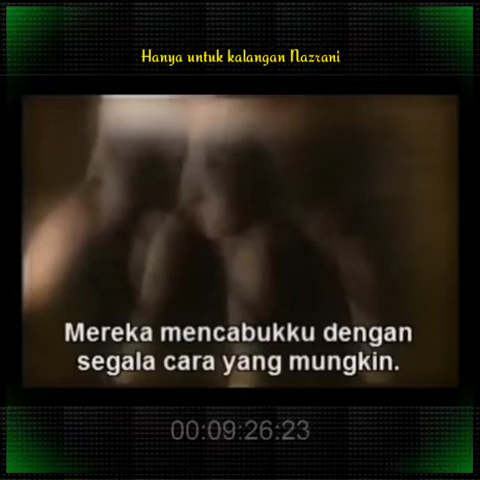 Hanya untuk kalangan Nazrani
Mereka mencabukku dengan
segala cara yang mungkin.
00:09:26:23